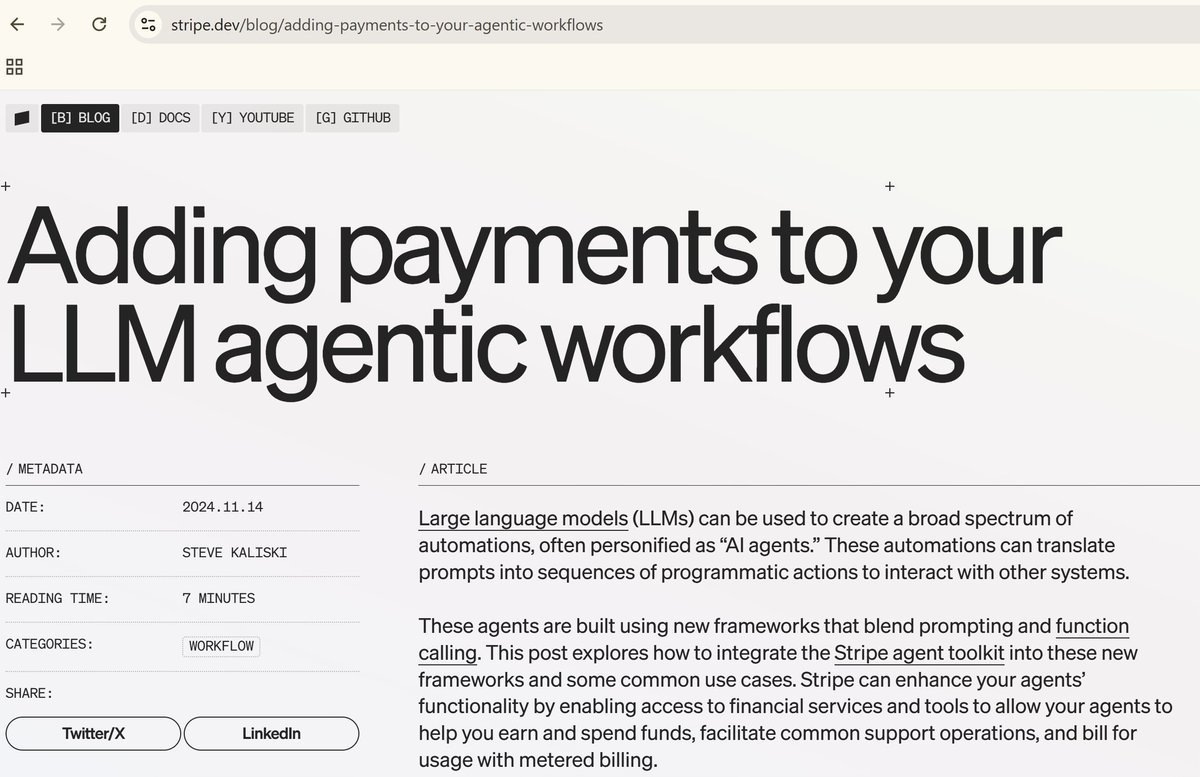 stripe.dev/blog/adding-payments-to-your-agentic-workflows
[B] BLOG [D] DOCS [Y] YOUTUBE [G] GITHUB
Adding payments to your
LLM agentic workflows
/ METADATA
DATE: 2024.11.14
AUTHOR: STEVE KALISKI
READING TIME: 7 MINUTES
CATEGORIES: WORKFLOW
SHARE:
Twitter/X LinkedIn
/ ARTICLE
Large language models (LLMs) can be used to create a broad spectrum of
automations, often personified as “AI agents.” These automations can translate
prompts into sequences of programmatic actions to interact with other systems.
These agents are built using new frameworks that blend prompting and function
calling. This post explores how to integrate the Stripe agent toolkit into these new
frameworks and some common use cases. Stripe can enhance your agents’
functionality by enabling access to financial services and tools to allow your agents to
help you earn and spend funds, facilitate common support operations, and bill for
usage with metered billing.